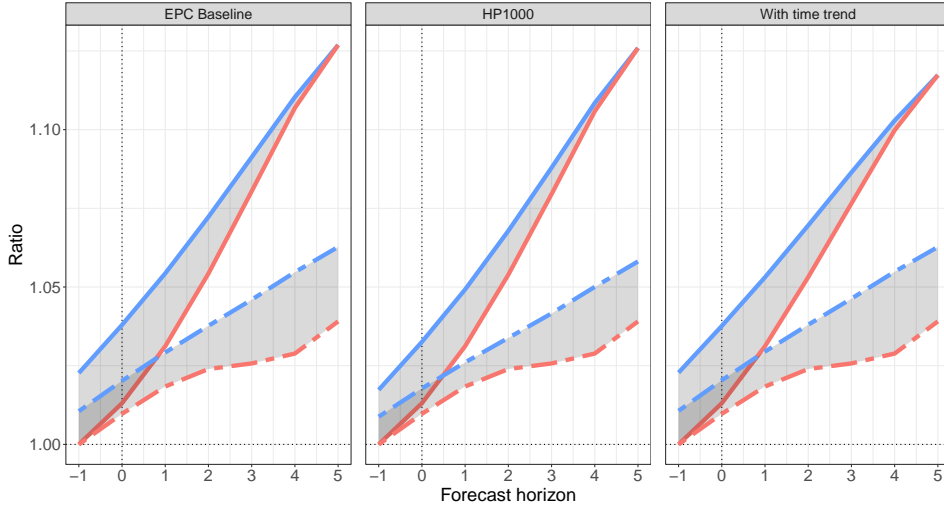 EPC Baseline HP1000 With time trend
1.10
1.05
1.00
Ratio
−1 0 1 2 3 4 5 −1 0 1 2 3 4 5 −1 0 1 2 3 4 5
Forecast horizon